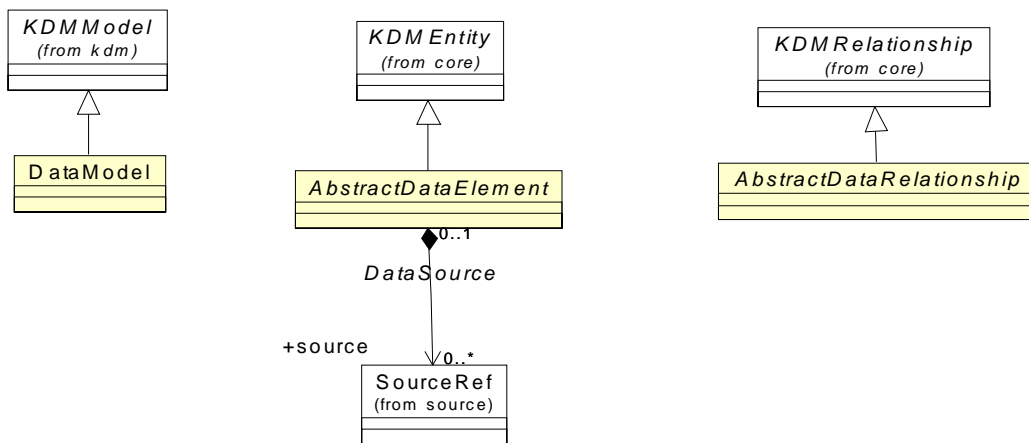 KDMModel
(from kdm)
KDMEntity
(from core)
KDMRelationship
(from core)
DataModel
AbstractDataElement
AbstractDataRelationship
0..1
DataSource
+source
0..*
SourceRef
(from source)